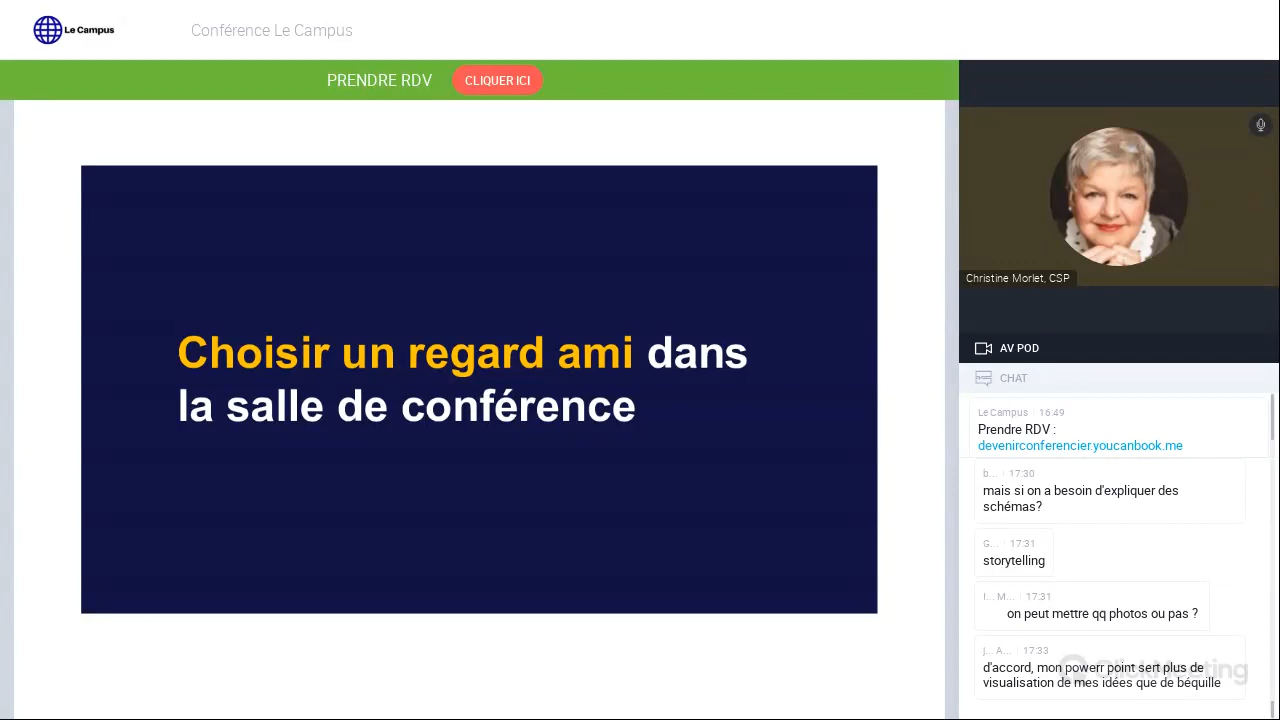 Le Campus
Conférence Le Campus
PRENDRE RDV
CLIQUER ICI
Choisir un regard ami dans
la salle de conférence
Christine Morlet, CSP
AV POD
CHAT
Le Campus 16:49
Prendre RDV :
devenirconferencier.youcanbook.me
b... 17:30
mais si on a besoin d'expliquer des
schémas?
G... 17:31
storytelling
I... M... 17:31
on peut mettre qq photos ou pas ?
j... A... 17:33
d'accord, mon powerr point sert plus de
visualisation de mes idées que de béquille
ClickMeeting